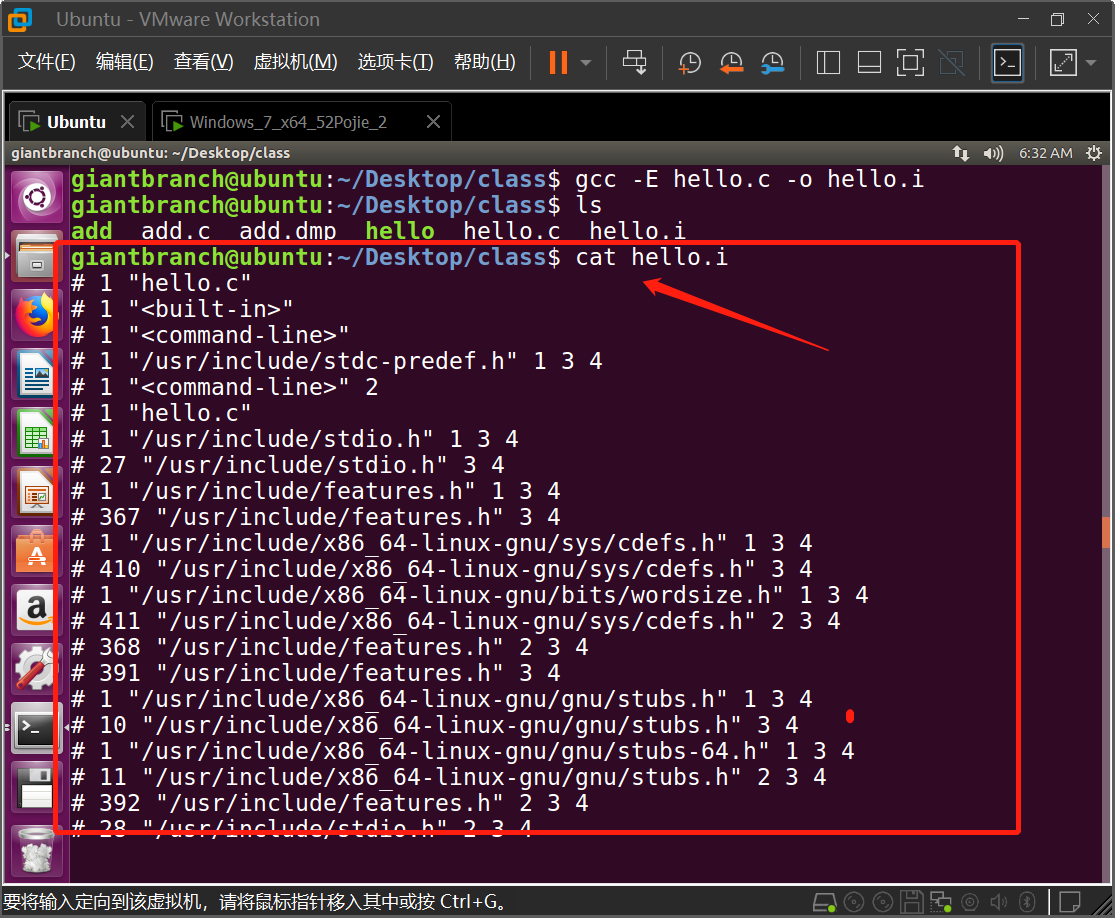 Ubuntu - VMware Workstation
文件(F) 编辑(E) 查看(V) 虚拟机(M) 选项卡(T) 帮助(H)
Ubuntu Windows_7_x64_52Pojie_2
giantbranch@ubuntu: ~/Desktop/class 6:32 AM
giantbranch@ubuntu:~/Desktop/class$ gcc -E hello.c -o hello.i
giantbranch@ubuntu:~/Desktop/class$ ls
add add.c add.dmp hello hello.c hello.i
giantbranch@ubuntu:~/Desktop/class$ cat hello.i
# 1 "hello.c"
# 1 "<built-in>"
# 1 "<command-line>"
# 1 "/usr/include/stdc-predef.h" 1 3 4
# 1 "<command-line>" 2
# 1 "hello.c"
# 1 "/usr/include/stdio.h" 1 3 4
# 27 "/usr/include/stdio.h" 3 4
# 1 "/usr/include/features.h" 1 3 4
# 367 "/usr/include/features.h" 3 4
# 1 "/usr/include/x86_64-linux-gnu/sys/cdefs.h" 1 3 4
# 410 "/usr/include/x86_64-linux-gnu/sys/cdefs.h" 3 4
# 1 "/usr/include/x86_64-linux-gnu/bits/wordsize.h" 1 3 4
# 411 "/usr/include/x86_64-linux-gnu/sys/cdefs.h" 2 3 4
# 368 "/usr/include/features.h" 2 3 4
# 391 "/usr/include/features.h" 3 4
# 1 "/usr/include/x86_64-linux-gnu/gnu/stubs.h" 1 3 4
# 10 "/usr/include/x86_64-linux-gnu/gnu/stubs.h" 3 4
# 1 "/usr/include/x86_64-linux-gnu/gnu/stubs-64.h" 1 3 4
# 11 "/usr/include/x86_64-linux-gnu/gnu/stubs.h" 2 3 4
# 392 "/usr/include/features.h" 2 3 4
# 28 "/usr/include/stdio.h" 2 3 4
要将输入定向到该虚拟机，请将鼠标指针移入其中或按 Ctrl+G。